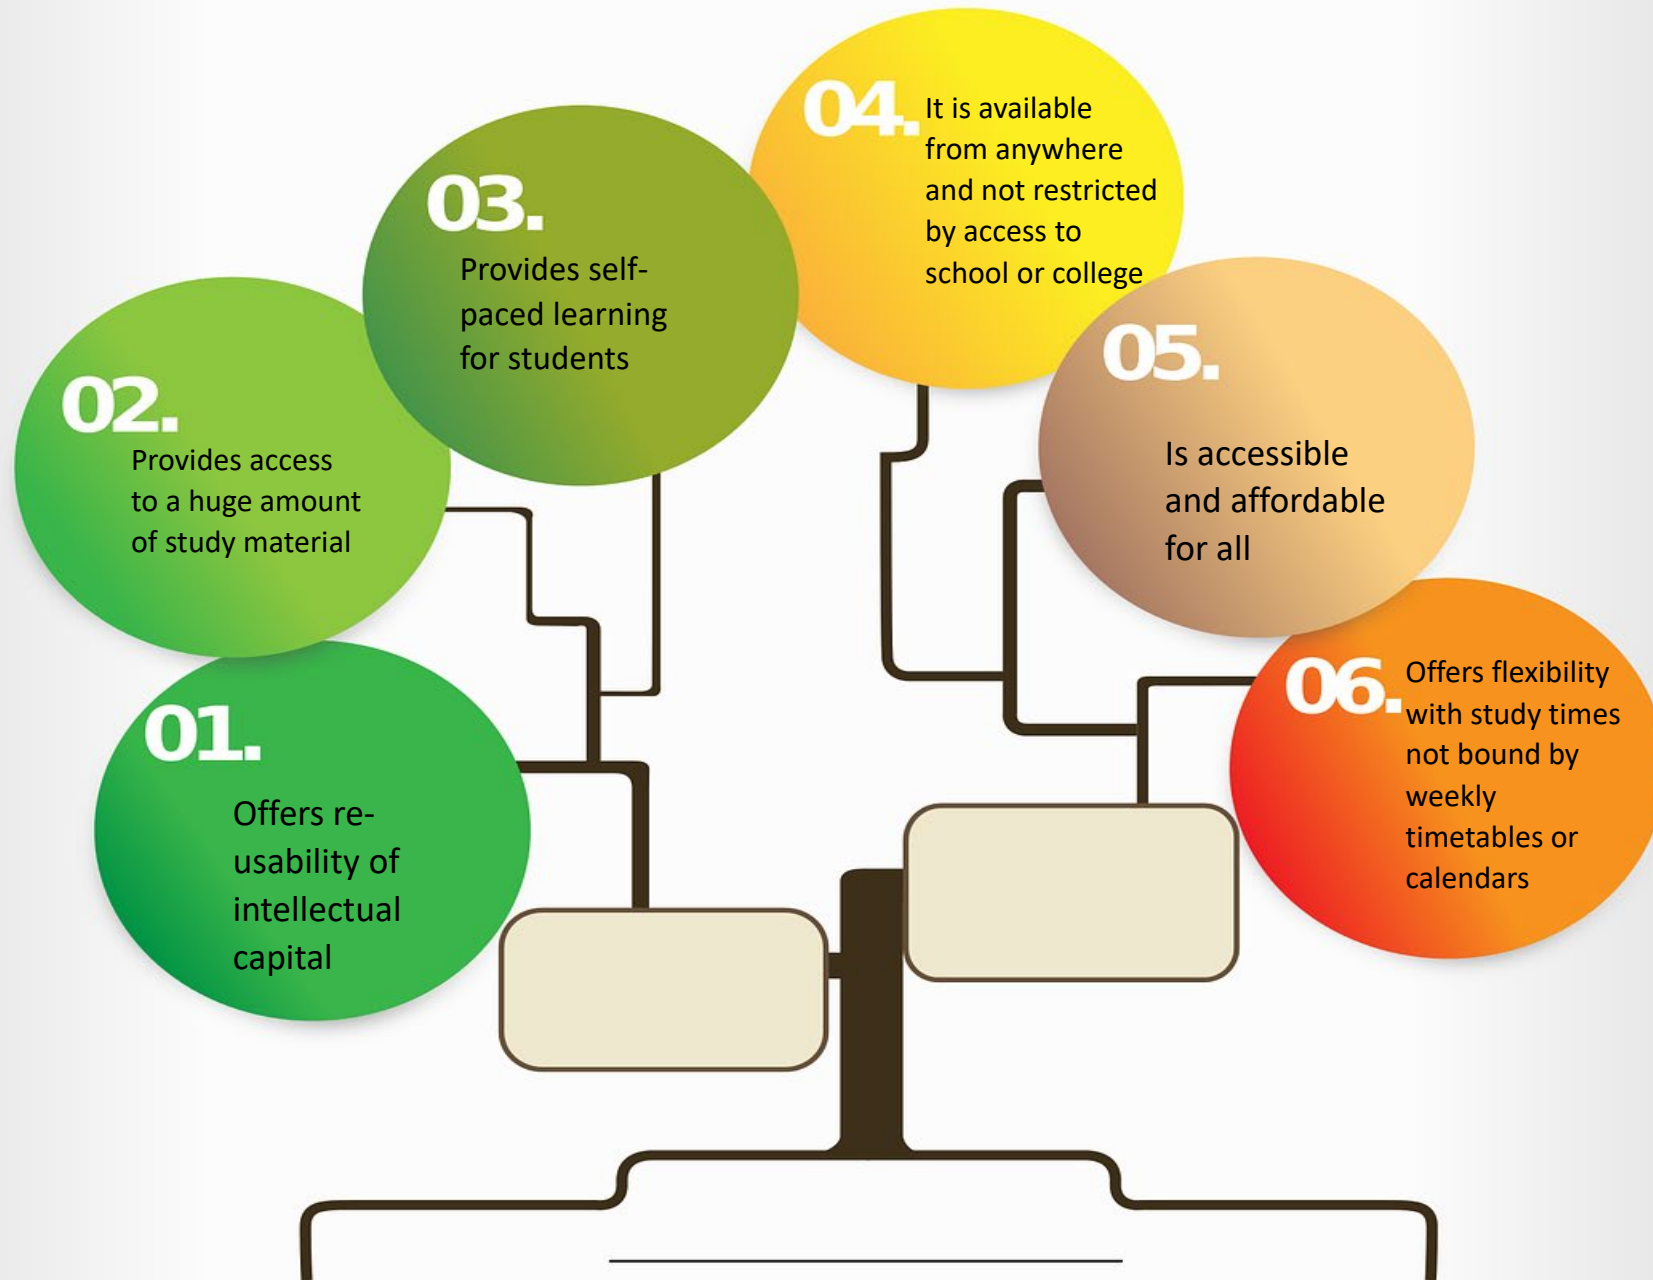 01.
Offers re-
usability of
intellectual
capital
02.
Provides access
to a huge amount
of study material
03.
Provides self-
paced learning
for students
04.
It is available
from anywhere
and not restricted
by access to
school or college
05.
Is accessible
and affordable
for all
06.
Offers flexibility
with study times
not bound by
weekly
timetables or
calendars